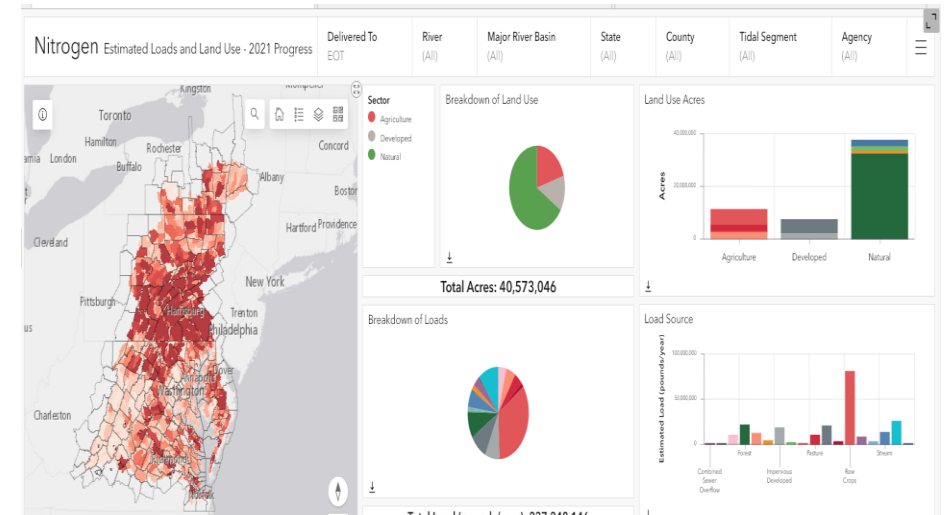 Nitrogen Estimated Loads and Land Use - 2021 Progress
Delivered To
EOT
River
(All)
Major River Basin
(All)
State
(All)
County
(All)
Tidal Segment
(All)
Agency
(All)
Kingston
Montpelier
Toronto
Hamilton
London
Rochester
Buffalo
Concord
Albany
Boston
Hartford Providence
Cleveland
New York
Pittsburgh
Harrisburg
Trenton
Philadelphia
Dover
Annapolis
Washington
Charleston
Norfolk
Sector
Agriculture
Developed
Natural
Breakdown of Land Use
Total Acres: 40,573,046
Land Use Acres
Acres
40,000,000
20,000,000
0
Agriculture
Developed
Natural
Breakdown of Loads
Load Source
Estimated Load (pounds/year)
100,000,000
50,000,000
0
Combined
Sewer
Overflow
Forest
Impervious
Developed
Pasture
Row
Crops
Stream